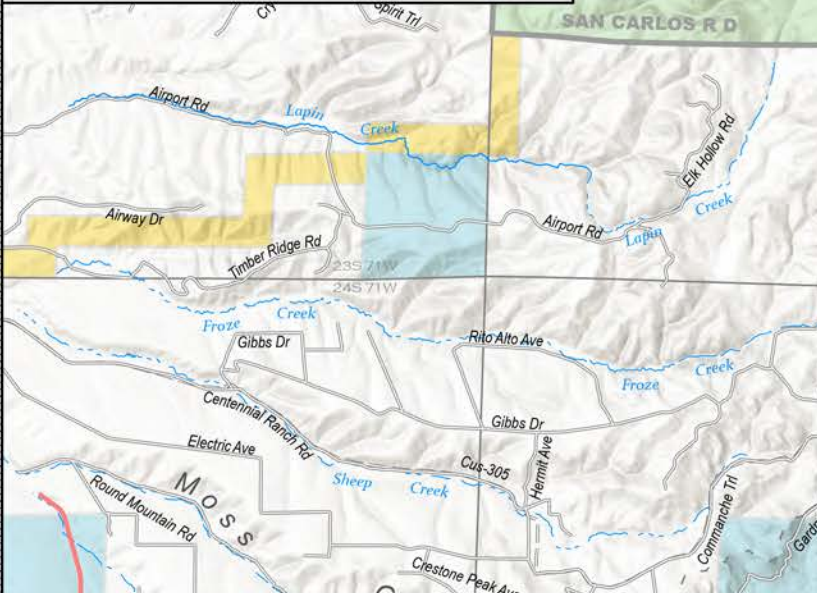 Spirit Trl
SAN CARLOS R D
Airport Rd
Lapin
Creek
Elk Hollow Rd
Airway Dr
Airport Rd
Lapin
Creek
Timber Ridge Rd
23S 71W
24S 71W
Froze
Creek
Gibbs Dr
Rito Alto Ave
Froze
Creek
Centennial Ranch Rd
Gibbs Dr
Electric Ave
Cus-305
Hermit Ave
Sheep
Creek
MOSS
Round Mountain Rd
Commanche Trl
Crestone Peak Ave